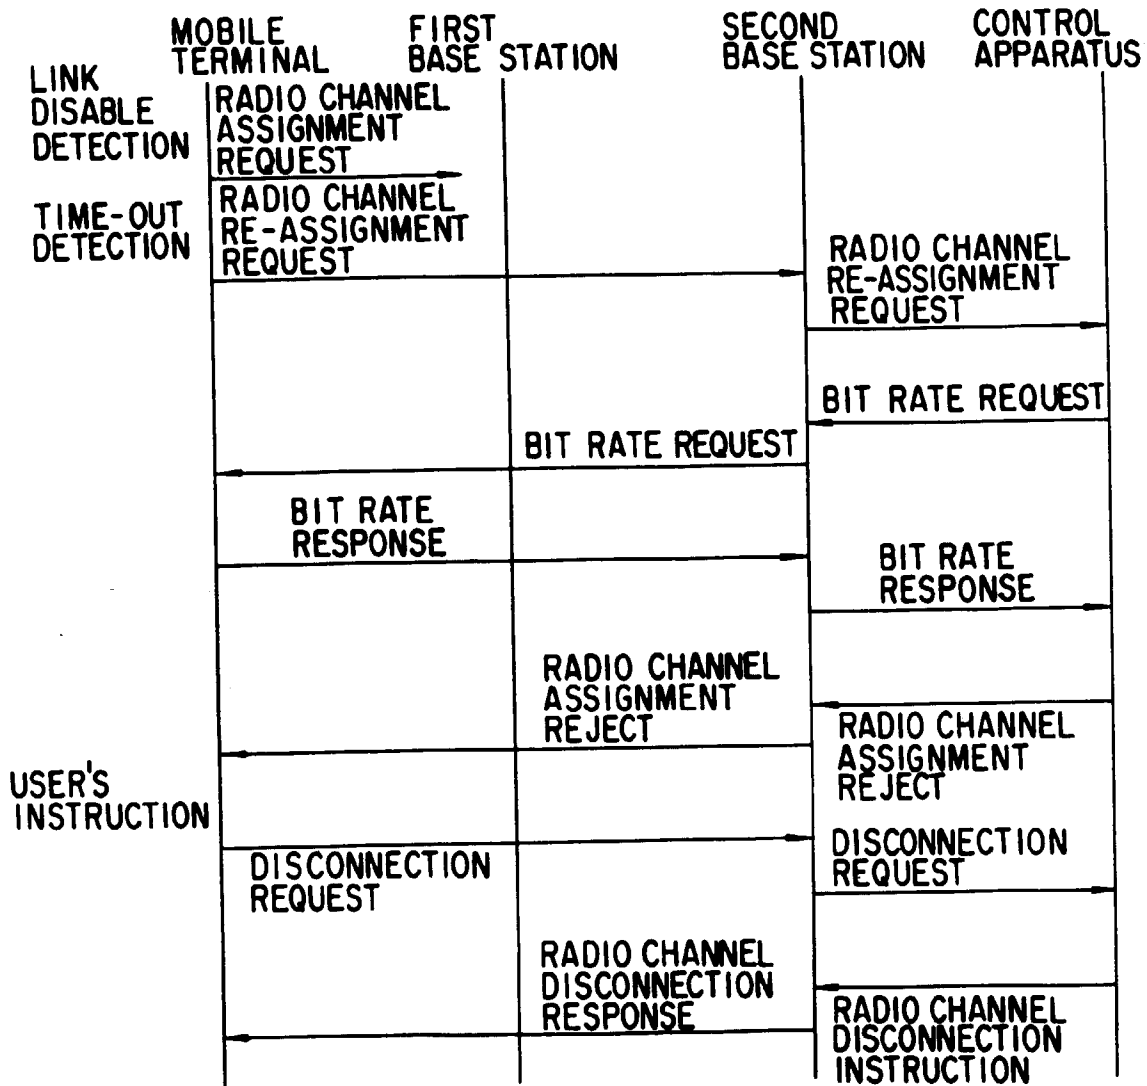 MOBILE
TERMINAL
FIRST
BASE STATION
SECOND
BASE STATION
CONTROL
APPARATUS
LINK
DISABLE
DETECTION
RADIO CHANNEL
ASSIGNMENT
REQUEST
TIME-OUT
DETECTION
RADIO CHANNEL
RE-ASSIGNMENT
REQUEST
RADIO CHANNEL
RE-ASSIGNMENT
REQUEST
BIT RATE REQUEST
BIT RATE REQUEST
BIT RATE
RESPONSE
BIT RATE
RESPONSE
RADIO CHANNEL
ASSIGNMENT
REJECT
RADIO CHANNEL
ASSIGNMENT
REJECT
USER'S
INSTRUCTION
DISCONNECTION
REQUEST
DISCONNECTION
REQUEST
RADIO CHANNEL
DISCONNECTION
RESPONSE
RADIO CHANNEL
DISCONNECTION
INSTRUCTION